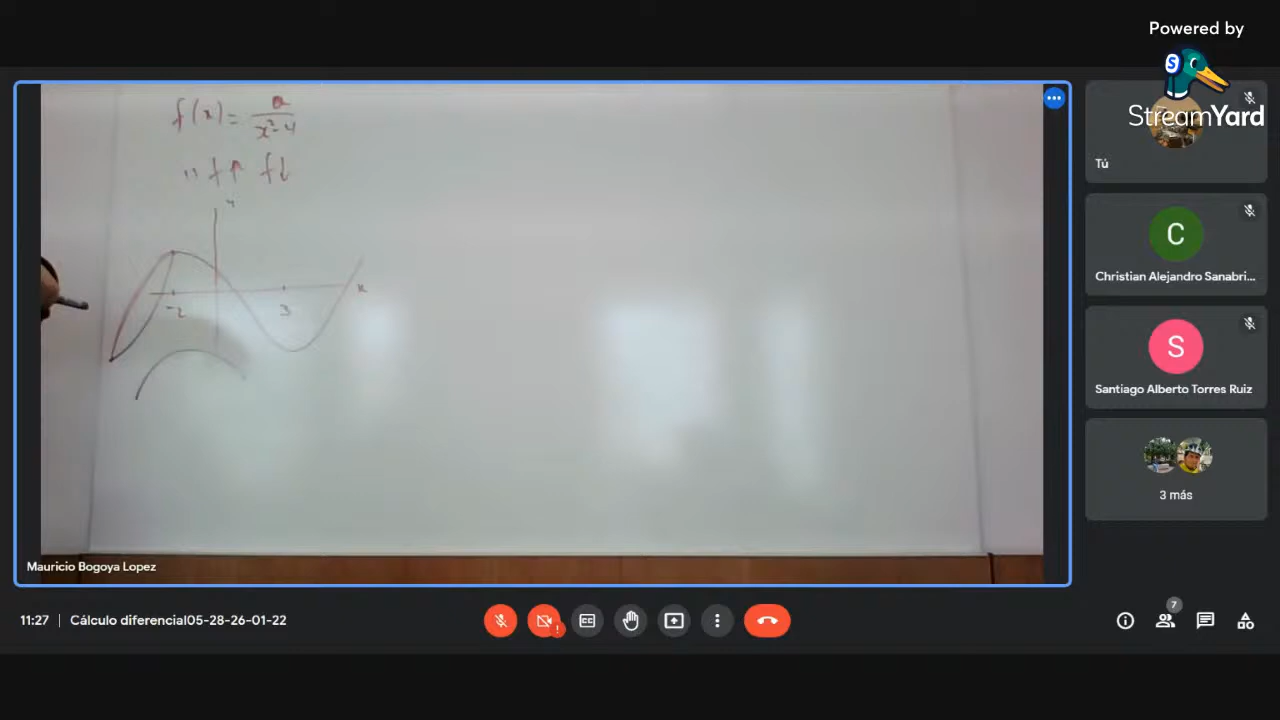 Powered by
StreamYard
f(x) = a / x² - 4
" f↑ f↓
y
-2
3
x
Mauricio Bogoya Lopez
Tú
C
Christian Alejandro Sanabri...
S
Santiago Alberto Torres Ruiz
3 más
11:27 | Cálculo diferencial05-28-26-01-22
7